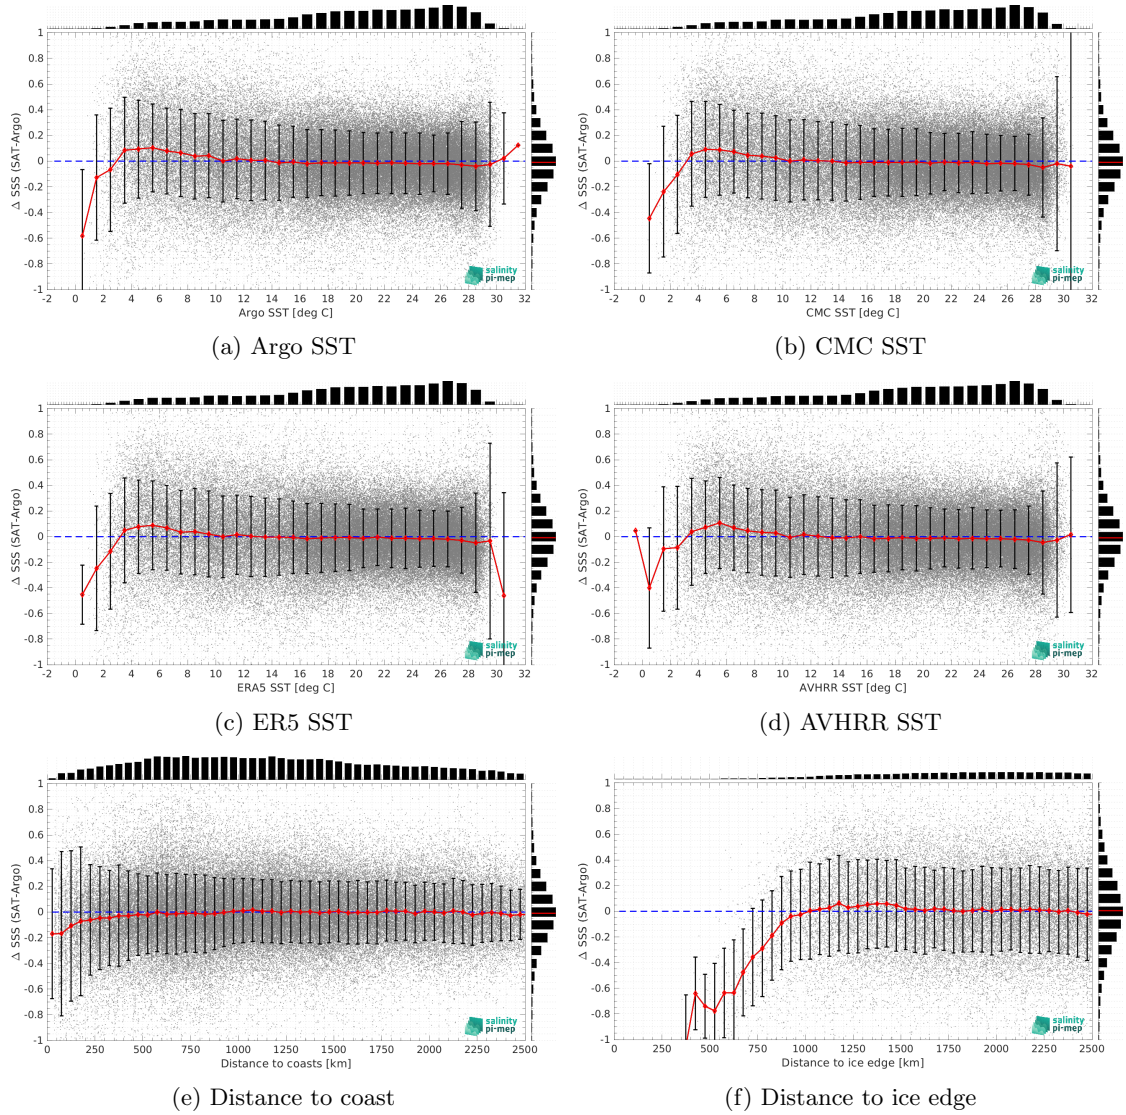 1
0.8
0.6
0.4
0.2
0
-0.2
-0.4
-0.6
-0.8
-1
Δ SSS (SAT-Argo)
salinity
pi-mep
-2 0 2 4 6 8 10 12 14 16 18 20 22 24 26 28 30 32
Argo SST [deg C]
(a) Argo SST
1
0.8
0.6
0.4
0.2
0
-0.2
-0.4
-0.6
-0.8
-1
Δ SSS (SAT-Argo)
salinity
pi-mep
-2 0 2 4 6 8 10 12 14 16 18 20 22 24 26 28 30 32
CMC SST [deg C]
(b) CMC SST
1
0.8
0.6
0.4
0.2
0
-0.2
-0.4
-0.6
-0.8
-1
Δ SSS (SAT-Argo)
salinity
pi-mep
-2 0 2 4 6 8 10 12 14 16 18 20 22 24 26 28 30 32
ERA5 SST [deg C]
(c) ER5 SST
1
0.8
0.6
0.4
0.2
0
-0.2
-0.4
-0.6
-0.8
-1
Δ SSS (SAT-Argo)
salinity
pi-mep
-2 0 2 4 6 8 10 12 14 16 18 20 22 24 26 28 30 32
AVHRR SST [deg C]
(d) AVHRR SST
1
0.8
0.6
0.4
0.2
0
-0.2
-0.4
-0.6
-0.8
-1
Δ SSS (SAT-Argo)
salinity
pi-mep
0 250 500 750 1000 1250 1500 1750 2000 2250 2500
Distance to coasts [km]
(e) Distance to coast
1
0.8
0.6
0.4
0.2
0
-0.2
-0.4
-0.6
-0.8
-1
Δ SSS (SAT-Argo)
salinity
pi-mep
0 250 500 750 1000 1250 1500 1750 2000 2250 2500
Distance to ice edge [km]
(f) Distance to ice edge